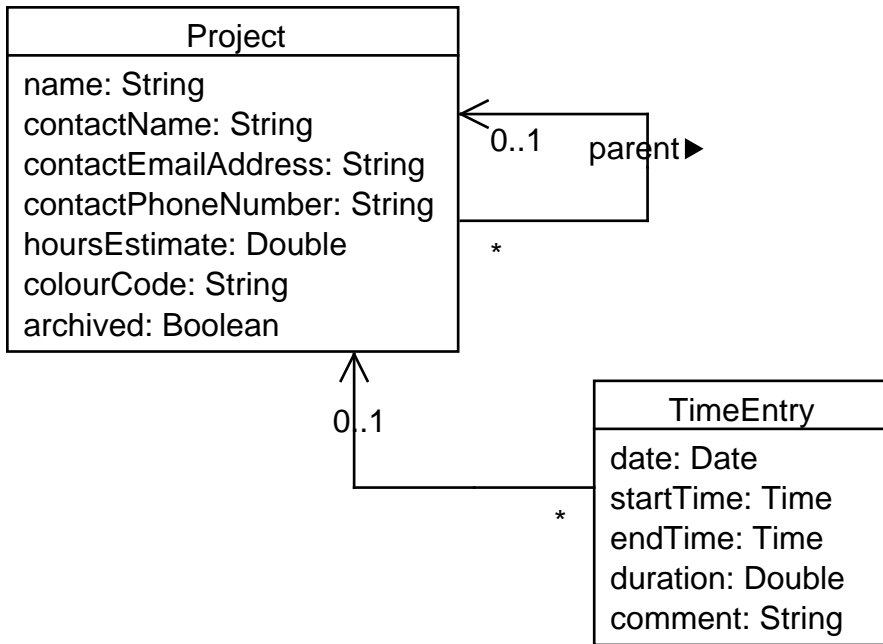 Project
name: String
contactName: String
contactEmailAddress: String
contactPhoneNumber: String
hoursEstimate: Double
colourCode: String
archived: Boolean
0..1
parent▶
*
0..1
*
TimeEntry
date: Date
startTime: Time
endTime: Time
duration: Double
comment: String